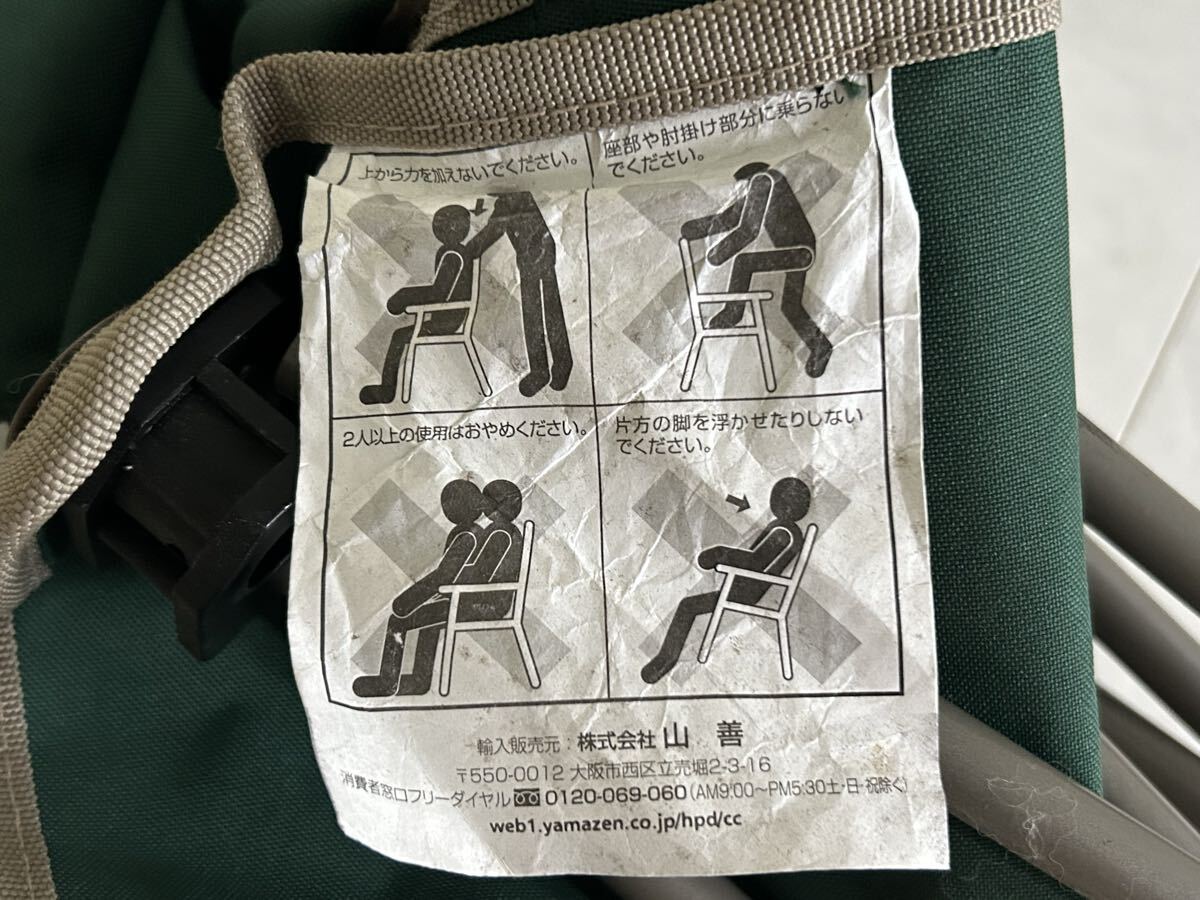 上から力を加えないでください。
座部や肘掛け部分に乗らない
でください。
2人以上の使用はおやめください。
片方の脚を浮かせたりしない
でください。
輸入販売元：株式会社 山 善
〒550-0012 大阪市西区立売堀2-3-16
消費者窓口フリーダイヤル 0120-069-060(AM9:00〜PM5:30土・日・祝除く)
web1.yamazen.co.jp/hpd/cc